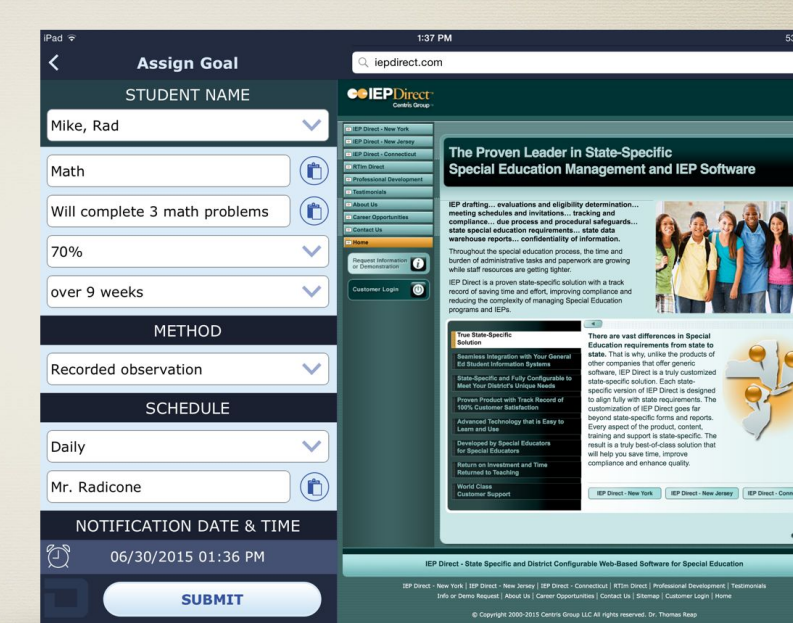 iPad
1:37 PM
53
Assign Goal
iepdirect.com
STUDENT NAME
Mike, Rad
Math
Will complete 3 math problems
70%
over 9 weeks
METHOD
Recorded observation
SCHEDULE
Daily
Mr. Radicone
NOTIFICATION DATE & TIME
06/30/2015 01:36 PM
SUBMIT
IEPDirect
Centris Group
IEP Direct - New York
IEP Direct - New Jersey
IEP Direct - Connecticut
RTIm Direct
Professional Development
Testimonials
About Us
Career Opportunities
Contact Us
Home
Request Information
or Demonstration
Customer Login
The Proven Leader in State-Specific
Special Education Management and IEP Software
IEP drafting... evaluations and eligibility determination...
meeting schedules and invitations... tracking and
compliance... due process and procedural safeguards...
state special education requirements... state data
warehouse reports... confidentiality of information.
Throughout the special education process, the time and
burden of administrative tasks and paperwork are growing
while staff resources are getting tighter.
IEP Direct is a proven state-specific solution with a track
record of saving time and effort, improving compliance and
reducing the complexity of managing Special Education
programs and IEPs.
True State-Specific
Solution
Seamless Integration with Your General
Ed Student Information Systems
State-Specific and Fully Configurable to
Meet Your District's Unique Needs
Proven Product with Track Record of
100% Customer Satisfaction
Advanced Technology that is Easy to
Learn and Use
Developed by Special Educators
for Special Educators
Return on Investment and Time
Returned to Teaching
World Class
Customer Support
There are vast differences in Special
Education requirements from state to
state. That is why, unlike the products of
other companies that offer generic
software, IEP Direct is a truly customized
state-specific solution. Each state-
specific version of IEP Direct is designed
to align fully with state requirements. The
customization of IEP Direct goes far
beyond state-specific forms and reports.
Every aspect of the product, content,
training and support is state-specific. The
result is a truly best-of-class solution that
will help you save time, improve
compliance and enhance quality.
IEP Direct - New York
IEP Direct - New Jersey
IEP Direct - Conn
IEP Direct - State Specific and District Configurable Web-Based Software for Special Education
IEP Direct - New York | IEP Direct - New Jersey | IEP Direct - Connecticut | RTIm Direct | Professional Development | Testimonials
Info or Demo Request | About Us | Career Opportunities | Contact Us | Sitemap | Customer Login | Home
© Copyright 2000-2015 Centris Group LLC All rights reserved. Dr. Thomas Reap